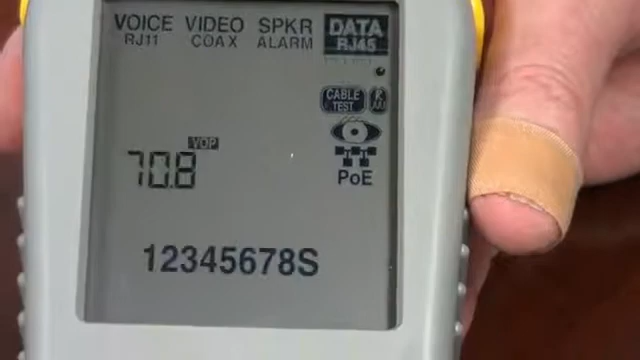 VOICE VIDEO SPKR DATA
RJ11 COAX ALARM RJ45
CABLE
TEST
VOP
70.8
PoE
12345678S